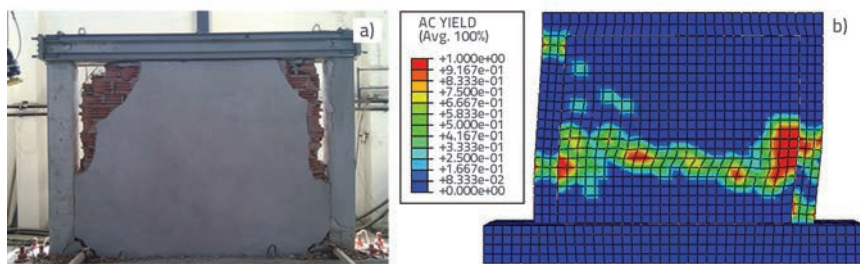 a)
AC YIELD
(Avg. 100%)
+1.000e+00
+9.167e-01
+8.333e-01
+7.500e-01
+6.667e-01
+5.833e-01
+5.000e-01
+4.167e-01
+3.333e-01
+2.500e-01
+1.667e-01
+8.333e-02
+0.000e+00
b)